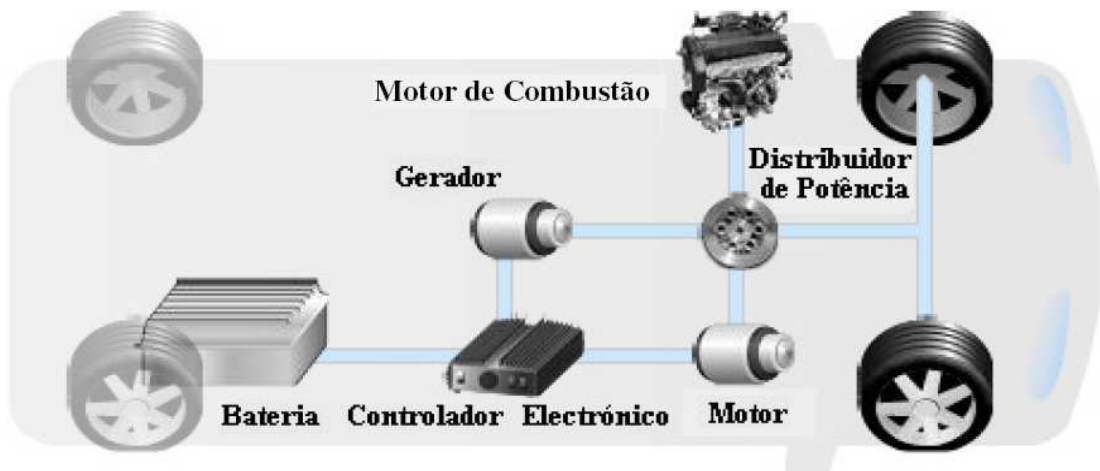 Motor de Combustão
Distribuidor
de Potência
Gerador
Bateria
Controlador Electrónico
Motor